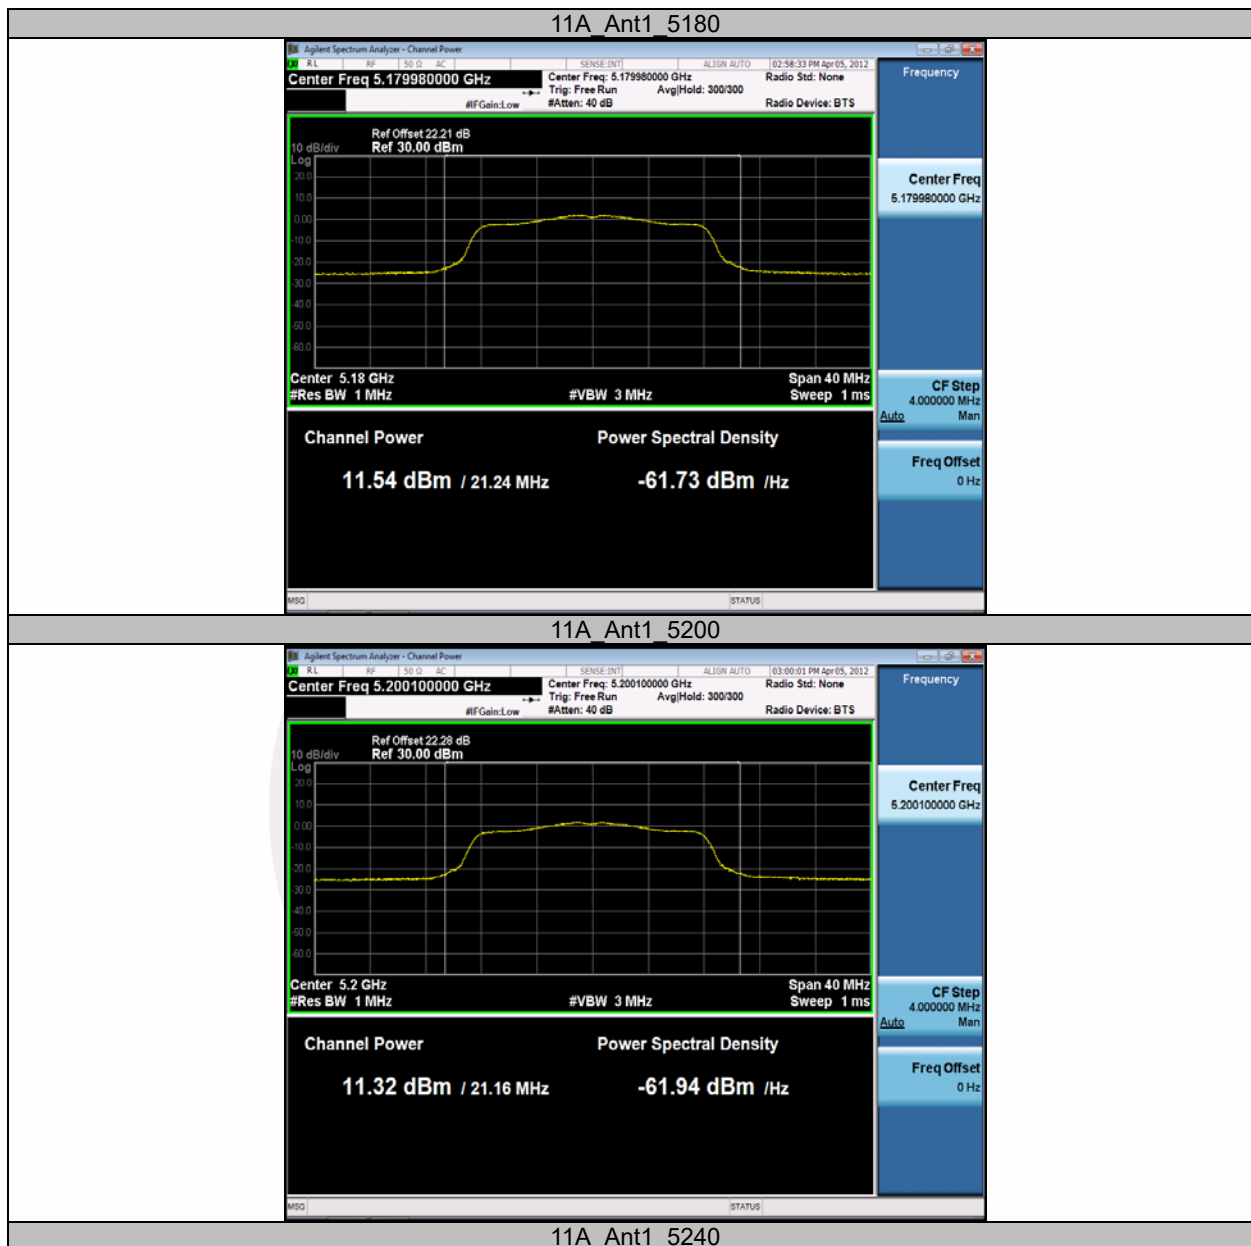 11A_Ant1_5180
Agilent Spectrum Analyzer - Channel Power
RL RF 50 Ω AC SENSE:INT ALIGN AUTO 02:58:33 PM Apr 05, 2012
Center Freq 5.179980000 GHz
Center Freq: 5.179980000 GHz
Radio Std: None
Trig: Free Run
Avg|Hold: 300/300
#IFGain:Low
#Atten: 40 dB
Radio Device: BTS
Frequency
Ref Offset 22.21 dB
10 dB/div Ref 30.00 dBm
Log
20.0
10.0
0.00
-10.0
-20.0
-30.0
-40.0
-50.0
-60.0
Center Freq
5.179980000 GHz
Center 5.18 GHz
Span 40 MHz
#Res BW 1 MHz
#VBW 3 MHz
Sweep 1 ms
CF Step
4.000000 MHz
Auto Man
Channel Power
Power Spectral Density
11.54 dBm / 21.24 MHz
-61.73 dBm /Hz
Freq Offset
0 Hz
MSG STATUS
11A_Ant1_5200
Agilent Spectrum Analyzer - Channel Power
RL RF 50 Ω AC SENSE:INT ALIGN AUTO 03:00:01 PM Apr 05, 2012
Center Freq 5.200100000 GHz
Center Freq: 5.200100000 GHz
Radio Std: None
Trig: Free Run
Avg|Hold: 300/300
#IFGain:Low
#Atten: 40 dB
Radio Device: BTS
Frequency
Ref Offset 22.28 dB
10 dB/div Ref 30.00 dBm
Log
20.0
10.0
0.00
-10.0
-20.0
-30.0
-40.0
-50.0
-60.0
Center Freq
5.200100000 GHz
Center 5.2 GHz
Span 40 MHz
#Res BW 1 MHz
#VBW 3 MHz
Sweep 1 ms
CF Step
4.000000 MHz
Auto Man
Channel Power
Power Spectral Density
11.32 dBm / 21.16 MHz
-61.94 dBm /Hz
Freq Offset
0 Hz
MSG STATUS
11A_Ant1_5240